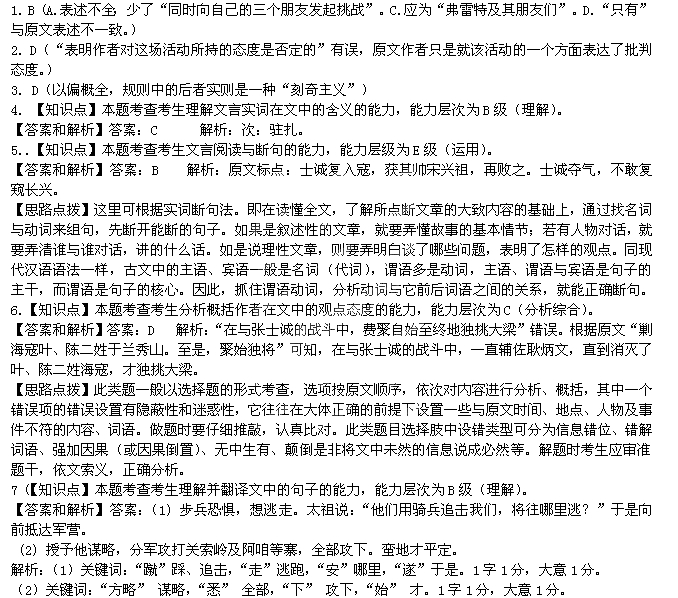 1. B（A.表述不全，少了“同时向自己的三个朋友发起挑战”。C.应为“弗雷特及其朋友们”。D.“只有”
与原文表述不一致。）
2. D（“表明作者对这场活动所持的态度是否定的”有误，原文作者只是就该活动的一个方面表达了批判
态度。）
3. D（以偏概全，规则中的后者实则是一种“刻奇主义”）
4. 【知识点】本题考查考生理解文言实词在文中的含义的能力，能力层次为B级（理解）。
【答案和解析】答案：C 解析：次：驻扎。
5.．【知识点】本题考查考生文言阅读与断句的能力，能力层级为E级（运用）。
【答案和解析】答案：B 解析：原文标点：士诚复入寇，获其帅宋兴祖，再败之。士诚夺气，不敢复
窥长兴。
【思路点拨】这里可根据实词断句法。即在读懂全文，了解所点断文章的大致内容的基础上，通过找名词
与动词来组句，先断开能断的句子。如果是叙述性的文章，就要弄懂故事的基本情节；若有人物对话，就
要弄清谁与谁对话，讲的什么话。如是说理性文章，则要弄明白谈了哪些问题，表明了怎样的观点。同现
代汉语语法一样，古文中的主语、宾语一般是名词（代词），谓语多是动词，主语、谓语与宾语是句子的
主干，而谓语是句子的核心。因此，抓住谓语动词，分析动词与它前后词语之间的关系，就能正确断句。
6.【知识点】本题考查考生分析概括作者在文中的观点态度的能力，能力层次为C（分析综合）。
【答案和解析】答案：D 解析：“在与张士诚的战斗中，费聚自始至终地独挑大梁”错误。根据原文“剿
海寇叶、陈二姓于兰秀山。至是，聚始独将”可知，在与张士诚的战斗中，一直辅佐耿炳文，直到消灭了
叶、陈二姓海寇，才独挑大梁。
【思路点拨】此类题一般以选择题的形式考查，选项按原文顺序，依次对内容进行分析、概括，其中一个
错误项的错误设置有隐蔽性和迷惑性，它往往在大体正确的前提下设置一些与原文时间、地点、人物及事
件不符的内容、词语。做题时要仔细推敲，认真比对。此类题目选择肢中设错类型可分为信息错位、错解
词语、强加因果（或因果倒置）、无中生有、颠倒是非将文中未然的信息说成必然等。解题时考生应审准
题干，依文索义，正确分析。
7（【知识点】本题考查考生理解并翻译文中的句子的能力，能力层次为B级（理解）。
【答案和解析】答案：（1）步兵恐惧，想逃走。太祖说：“他们用骑兵追击我们，将往哪里逃？”于是向
前抵达军营。
（2）授予他谋略，分军攻打关索岭及阿咱等寨，全部攻下。蛮地才平定。
解析：（1）关键词：“蹴”踩、追击，“走”逃跑，“安”哪里，“遂”于是。1字1分，大意1分。
（2）关键词：“方略” 谋略，“悉” 全部，“下” 攻下，“始” 才。1字1分，大意1分。